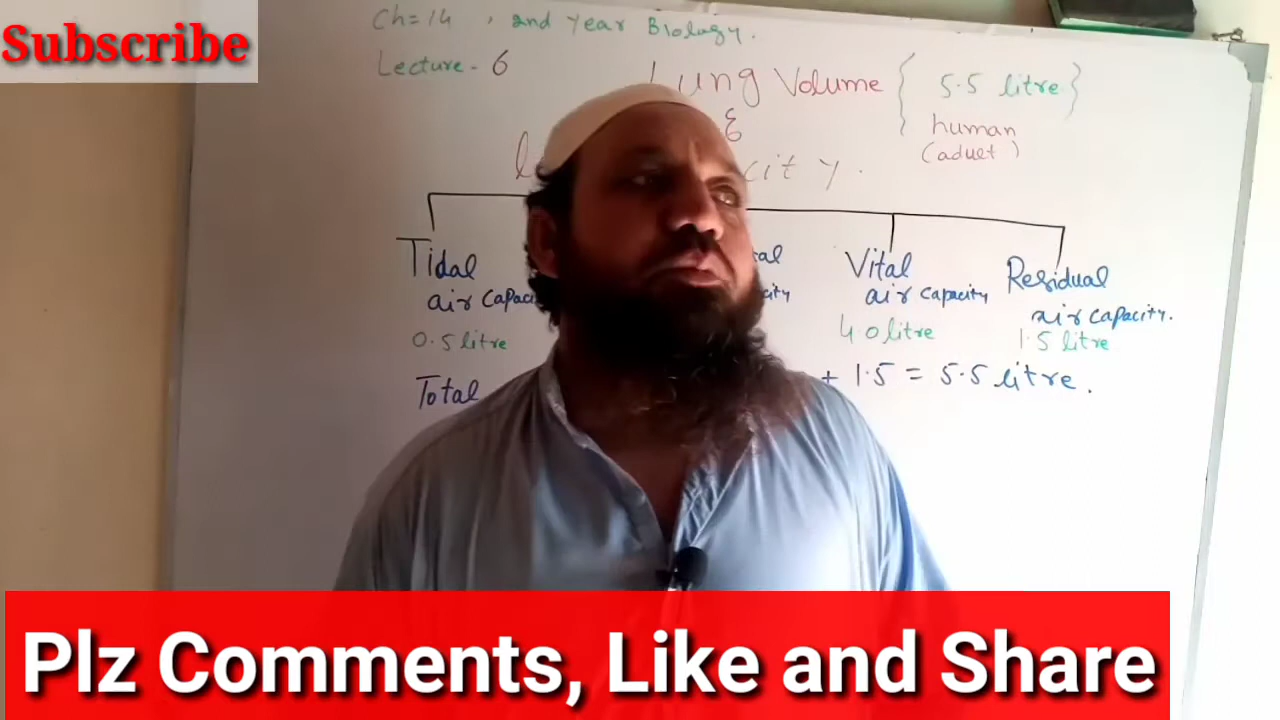 Subscribe
Ch=14, 2nd Year Biology.
Lecture - 6
Lung Volume { 5.5 litre }
&
human
(aduet)
Tidal
air capac
0.5 litre
Vital
air capacity
4.0 litre
Residual
air capacity.
1.5 litre
Total + 1.5 = 5.5 litre.
Plz Comments, Like and Share